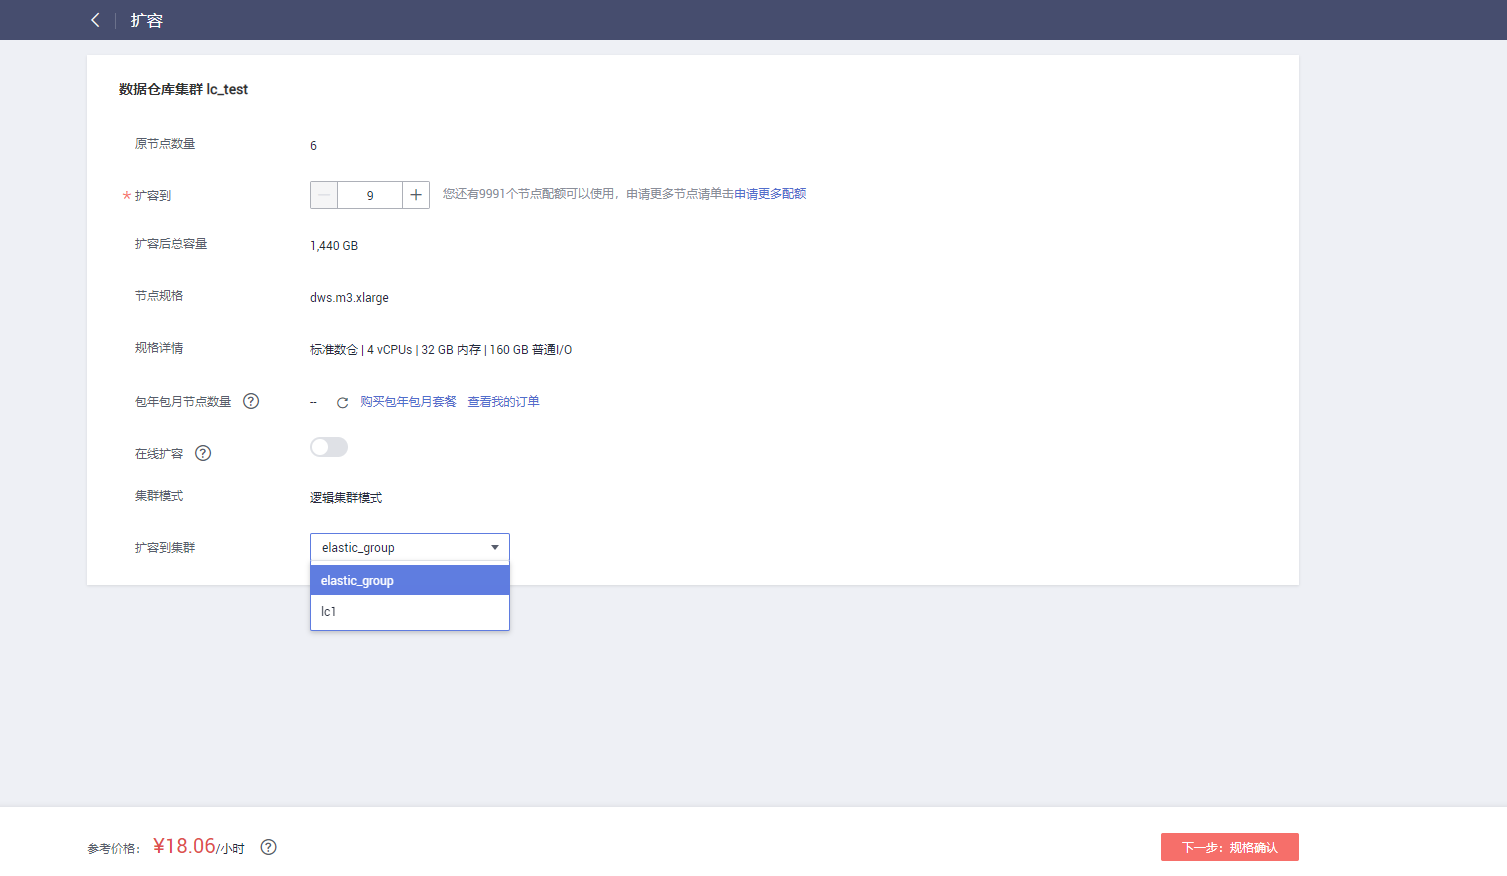 扩容
数据仓库集群 lc_test
原节点数量 6
* 扩容到 9 您还有9991个节点配额可以使用，申请更多节点请单击申请更多配额
扩容后总容量 1,440 GB
节点规格 dws.m3.xlarge
规格详情 标准数仓 | 4 vCPUs | 32 GB 内存 | 160 GB 普通I/O
包年包月节点数量 ? -- 购买包年包月套餐 查看我的订单
在线扩容 ?
集群模式 逻辑集群模式
扩容到集群 elastic_group
elastic_group
lc1
参考价格： ¥18.06/小时 ? 下一步：规格确认